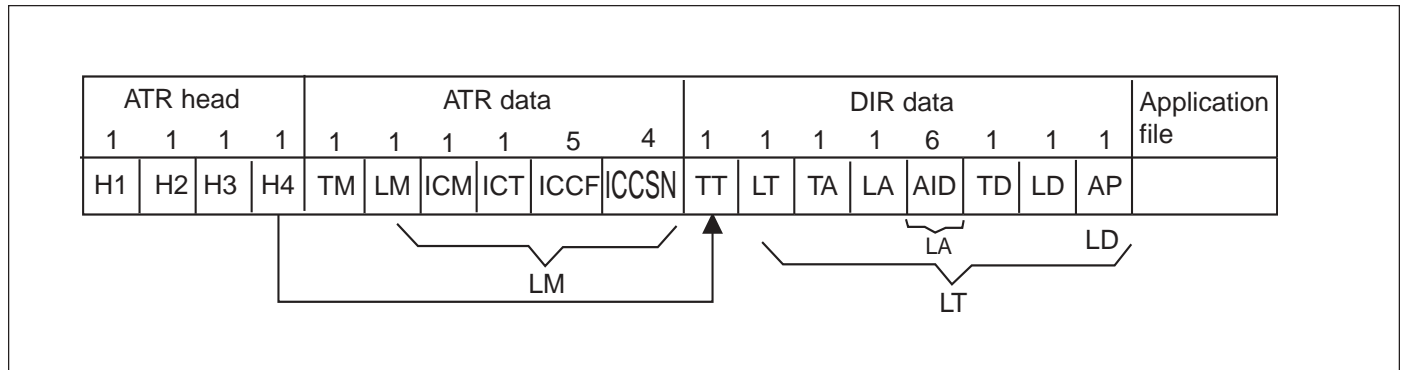 ATR head ATR data DIR data Application
file
1 1 1 1 1 1 1 1 5 4 1 1 1 1 6 1 1 1
H1 H2 H3 H4 TM LM ICM ICT ICCF ICCSN TT LT TA LA AID TD LD AP
LA LD
LM
LT